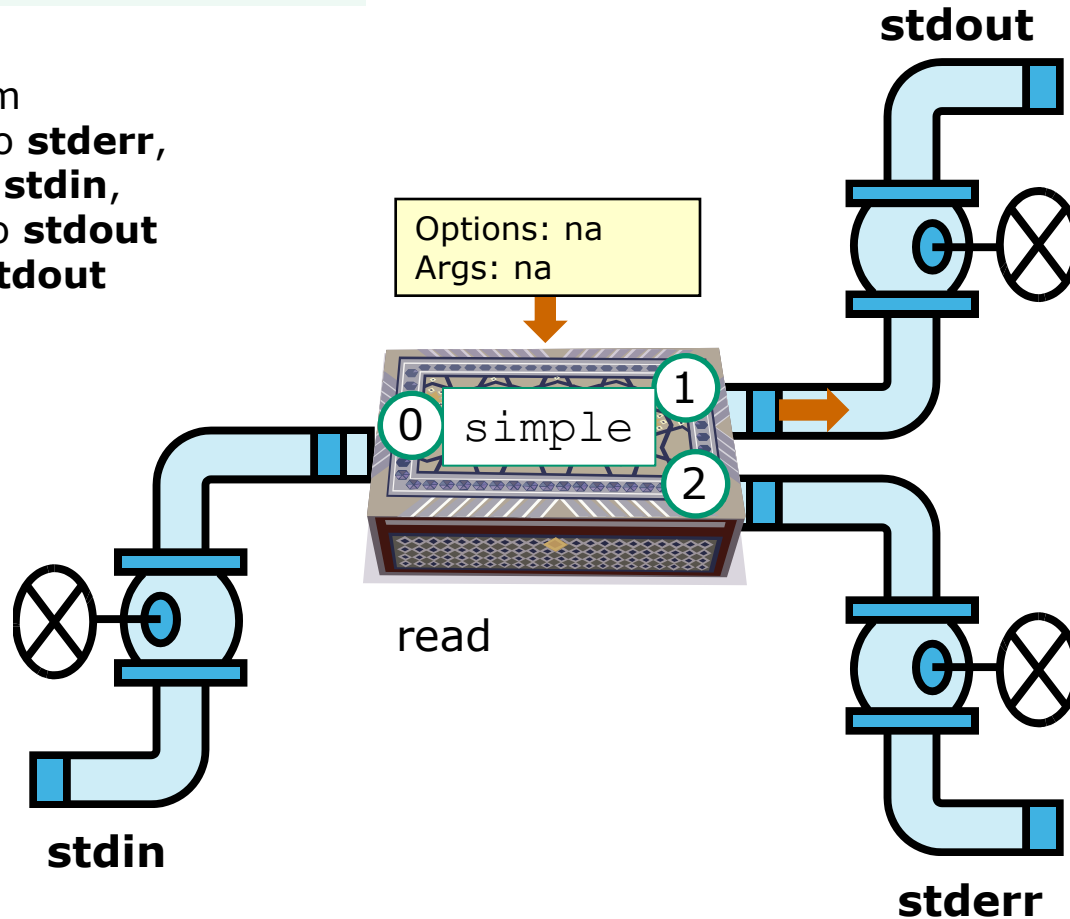 stdout
m
o stderr,
stdin,
o stdout
tdout
Options: na
Args: na
1
0 simple
2
read
stdin
stderr